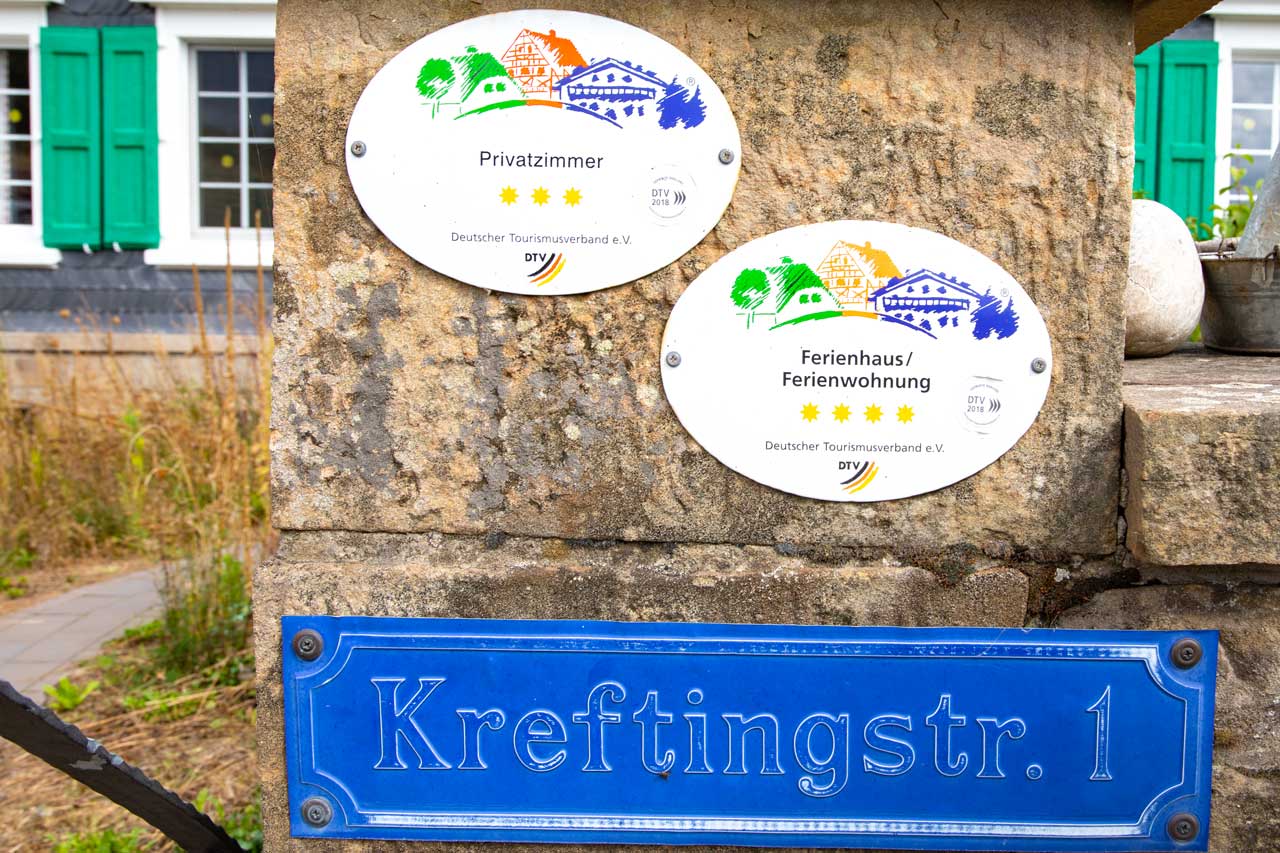 Privatzimmer
DTV
2018
Deutscher Tourismusverband e.V.
DTV
Ferienhaus/
Ferienwohnung
DTV
2018
Deutscher Tourismusverband e.V.
DTV
Kreftingstr. 1